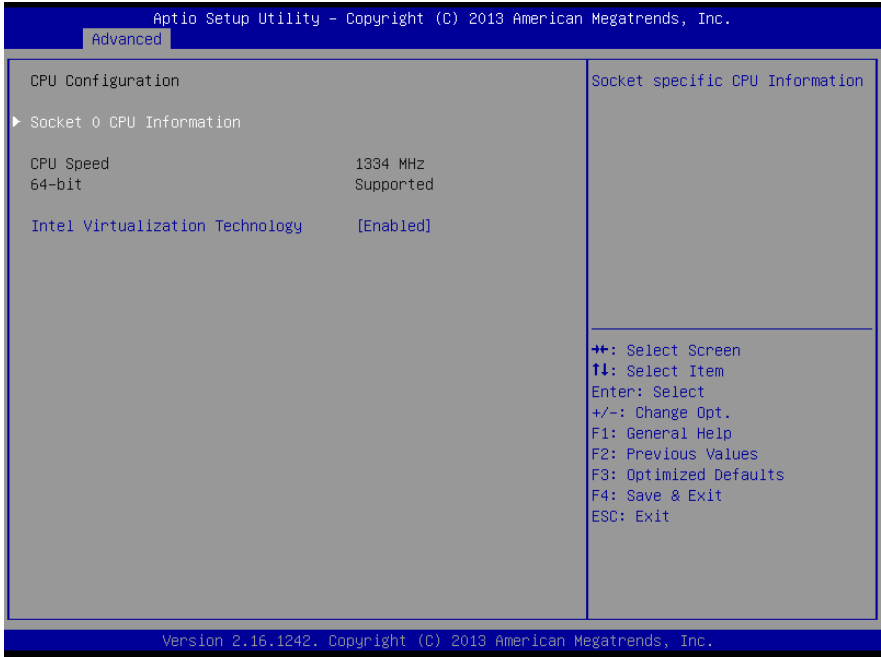 Aptio Setup Utility – Copyright (C) 2013 American Megatrends, Inc.
Advanced
CPU Configuration
Socket 0 CPU Information
CPU Speed 1334 MHz
64-bit Supported
Intel Virtualization Technology [Enabled]
Socket specific CPU Information
→←: Select Screen
↑↓: Select Item
Enter: Select
+/-: Change Opt.
F1: General Help
F2: Previous Values
F3: Optimized Defaults
F4: Save & Exit
ESC: Exit
Version 2.16.1242. Copyright (C) 2013 American Megatrends, Inc.